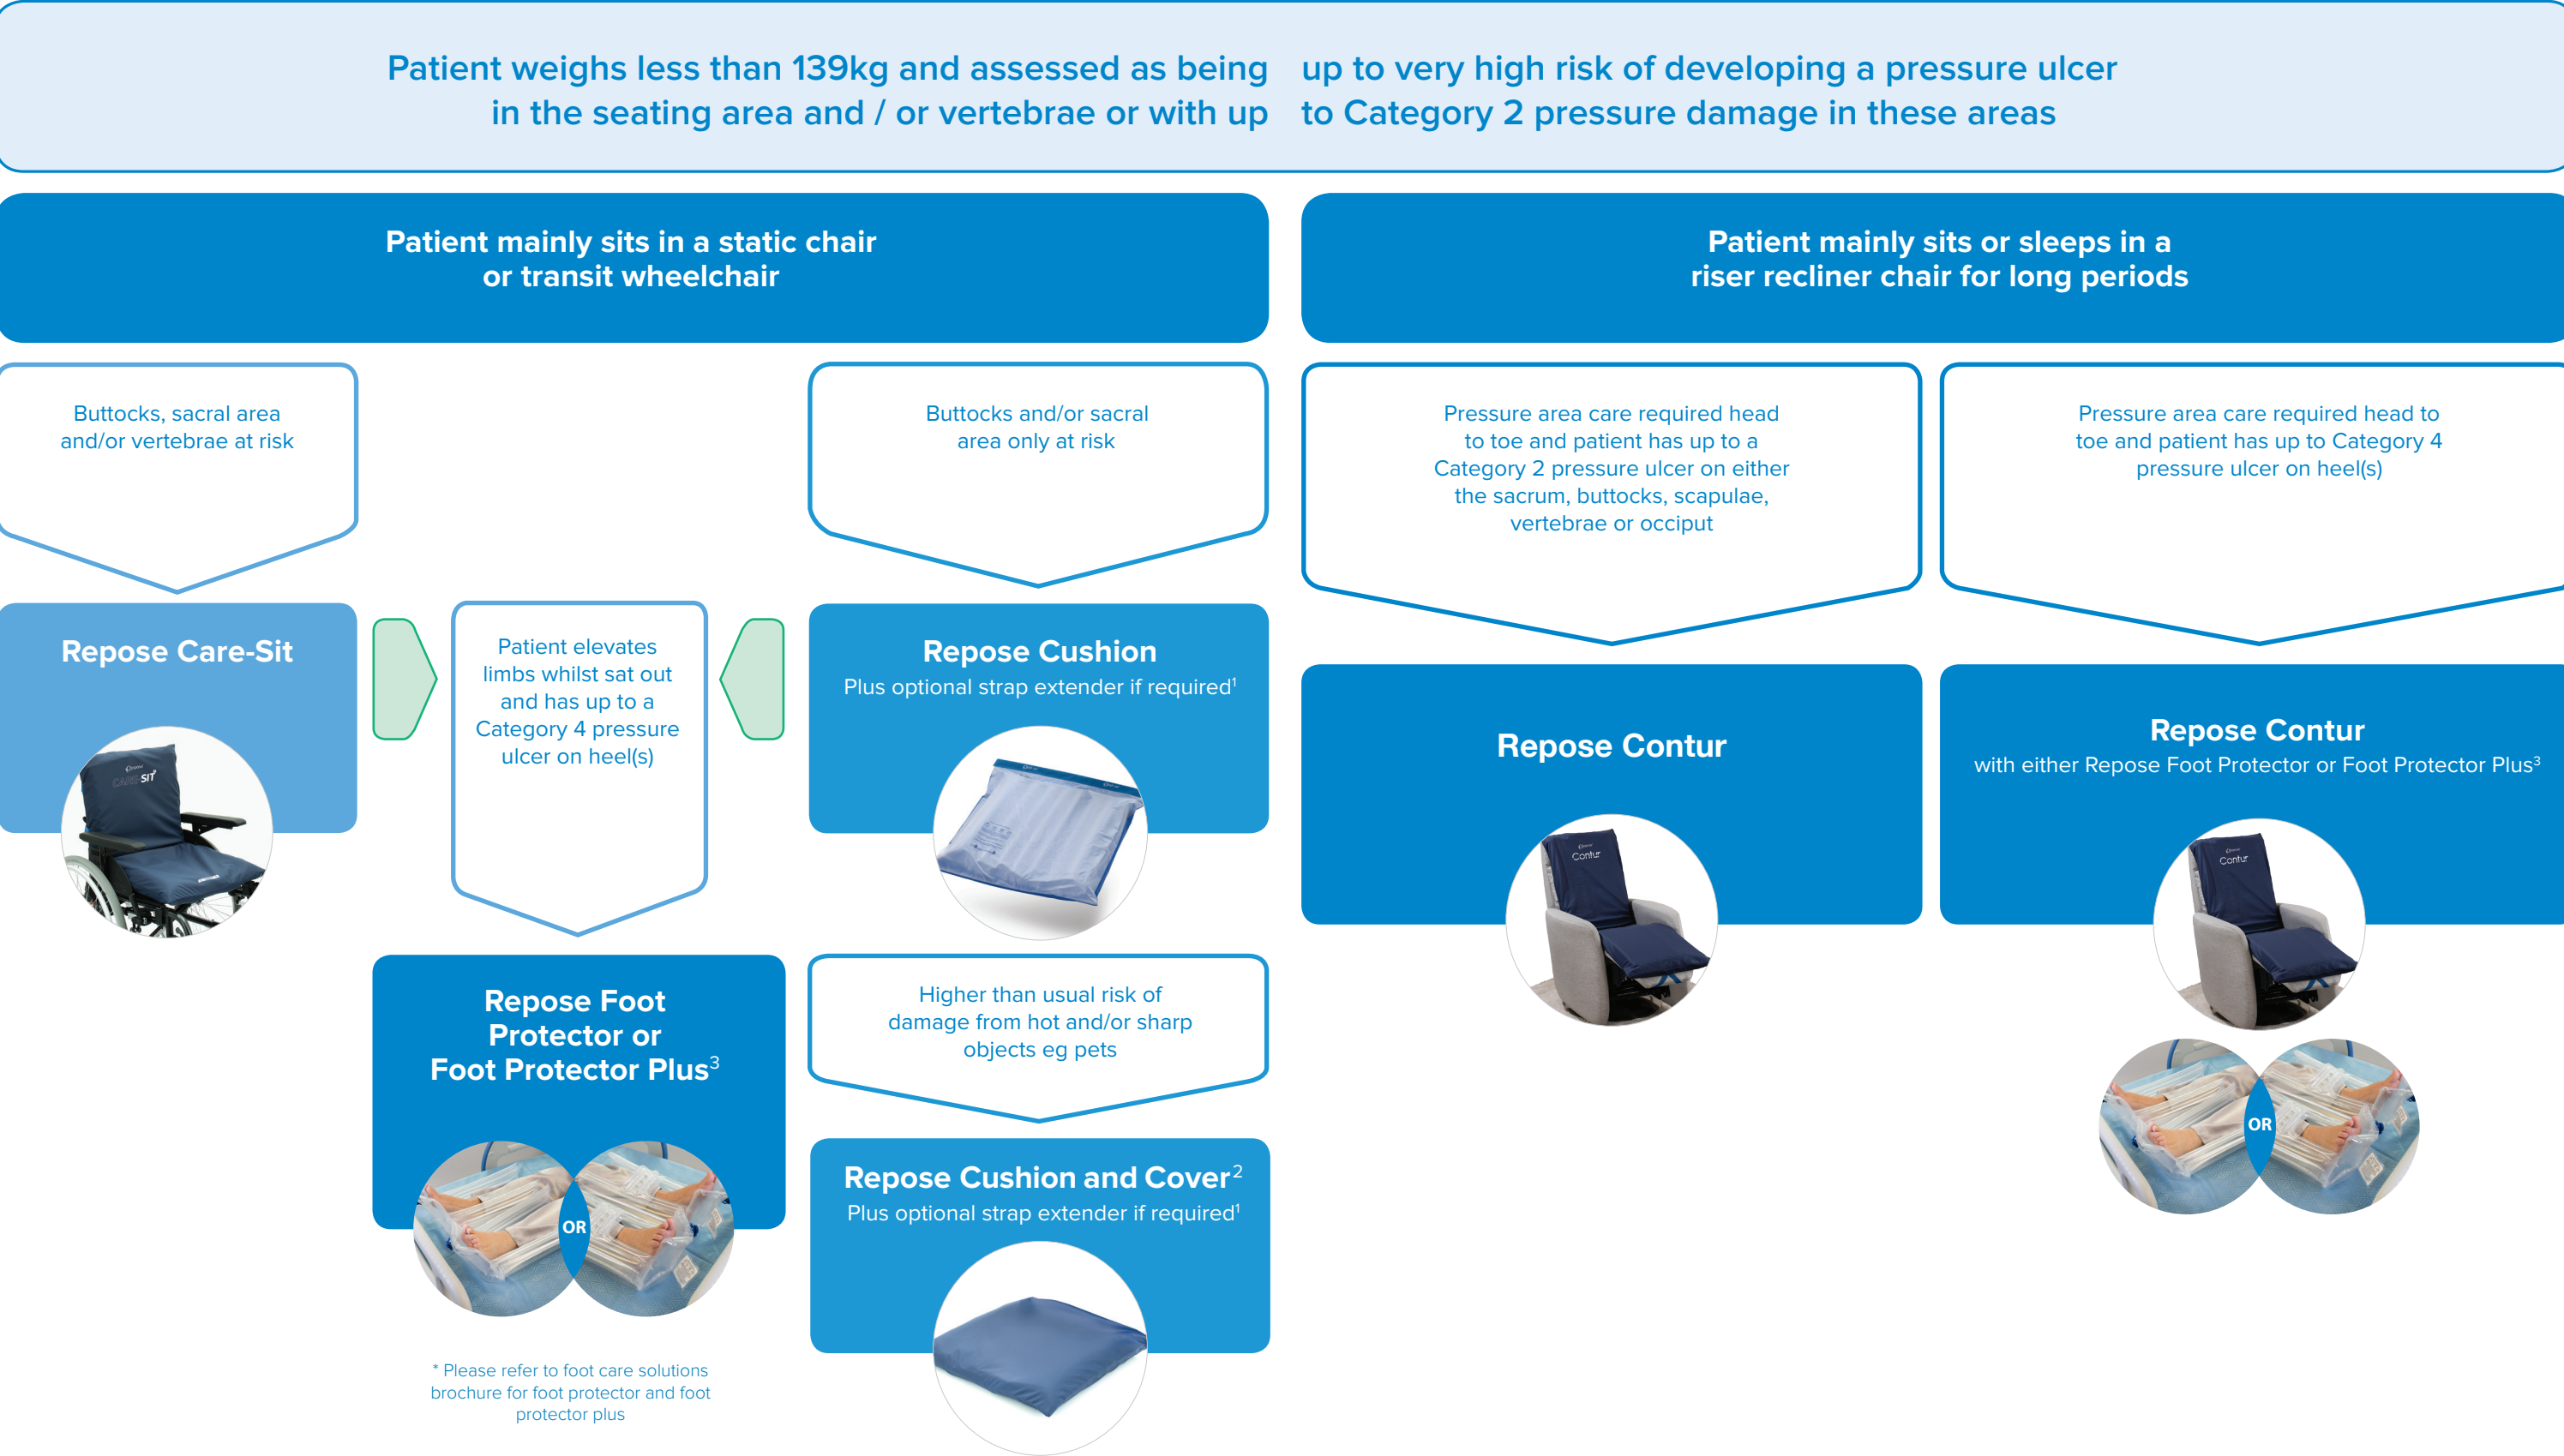 Patient weighs less than 139kg and assessed as being up to very high risk of developing a pressure ulcer
in the seating area and / or vertebrae or with up to Category 2 pressure damage in these areas
Patient mainly sits in a static chair
or transit wheelchair
Patient mainly sits or sleeps in a
riser recliner chair for long periods
Buttocks, sacral area
and/or vertebrae at risk
Buttocks and/or sacral
area only at risk
Pressure area care required head
to toe and patient has up to a
Category 2 pressure ulcer on either
the sacrum, buttocks, scapulae,
vertebrae or occiput
Pressure area care required head to
toe and patient has up to Category 4
pressure ulcer on heel(s)
Repose Care-Sit
CARE-SIT
Patient elevates
limbs whilst sat out
and has up to a
Category 4 pressure
ulcer on heel(s)
Repose Cushion
Plus optional strap extender if required¹
Repose Contur
Contur
Repose Contur
with either Repose Foot Protector or Foot Protector Plus³
Contur
Repose Foot
Protector or
Foot Protector Plus³
OR
Higher than usual risk of
damage from hot and/or sharp
objects eg pets
Repose Cushion and Cover²
Plus optional strap extender if required¹
OR
* Please refer to foot care solutions
brochure for foot protector and foot
protector plus